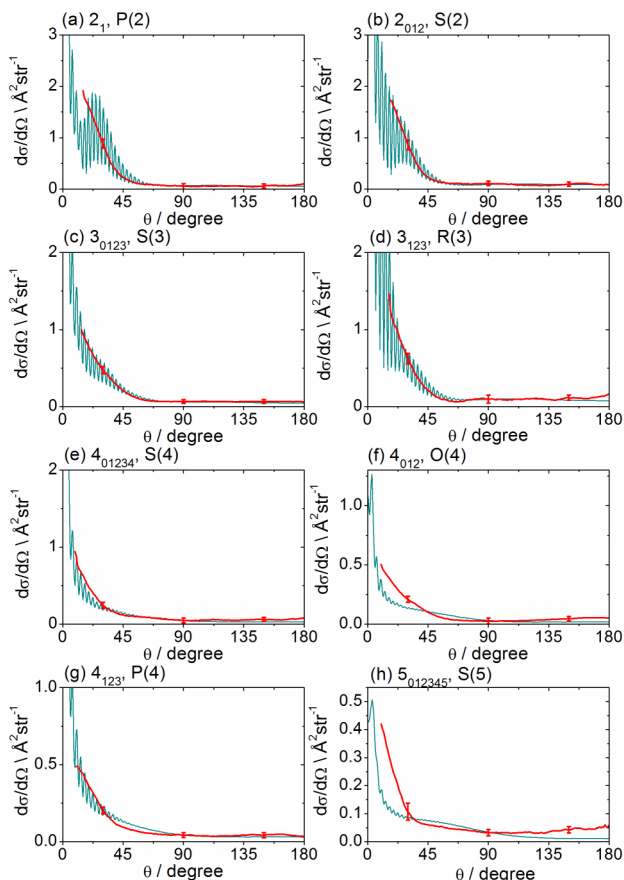 (a) 2₁, P(2)
3
2
1
0
dσ/dΩ \ Å²str⁻¹
0 45 90 135 180
θ / degree
(b) 2₀₁₂, S(2)
3
2
1
0
dσ/dΩ \ Å²str⁻¹
0 45 90 135 180
θ / degree
(c) 3₀₁₂₃, S(3)
2
1
0
dσ/dΩ \ Å²str⁻¹
0 45 90 135 180
θ / degree
(d) 3₁₂₃, R(3)
2
1
0
dσ/dΩ \ Å²str⁻¹
0 45 90 135 180
θ / degree
(e) 4₀₁₂₃₄, S(4)
2
1
0
dσ/dΩ \ Å²str⁻¹
0 45 90 135 180
θ / degree
(f) 4₀₁₂, O(4)
1.0
0.5
0.0
dσ/dΩ \ Å²str⁻¹
0 45 90 135 180
θ / degree
(g) 4₁₂₃, P(4)
1.0
0.5
0.0
dσ/dΩ \ Å²str⁻¹
0 45 90 135 180
θ / degree
(h) 5₀₁₂₃₄₅, S(5)
0.5
0.4
0.3
0.2
0.1
0.0
dσ/dΩ \ Å²str⁻¹
0 45 90 135 180
θ / degree